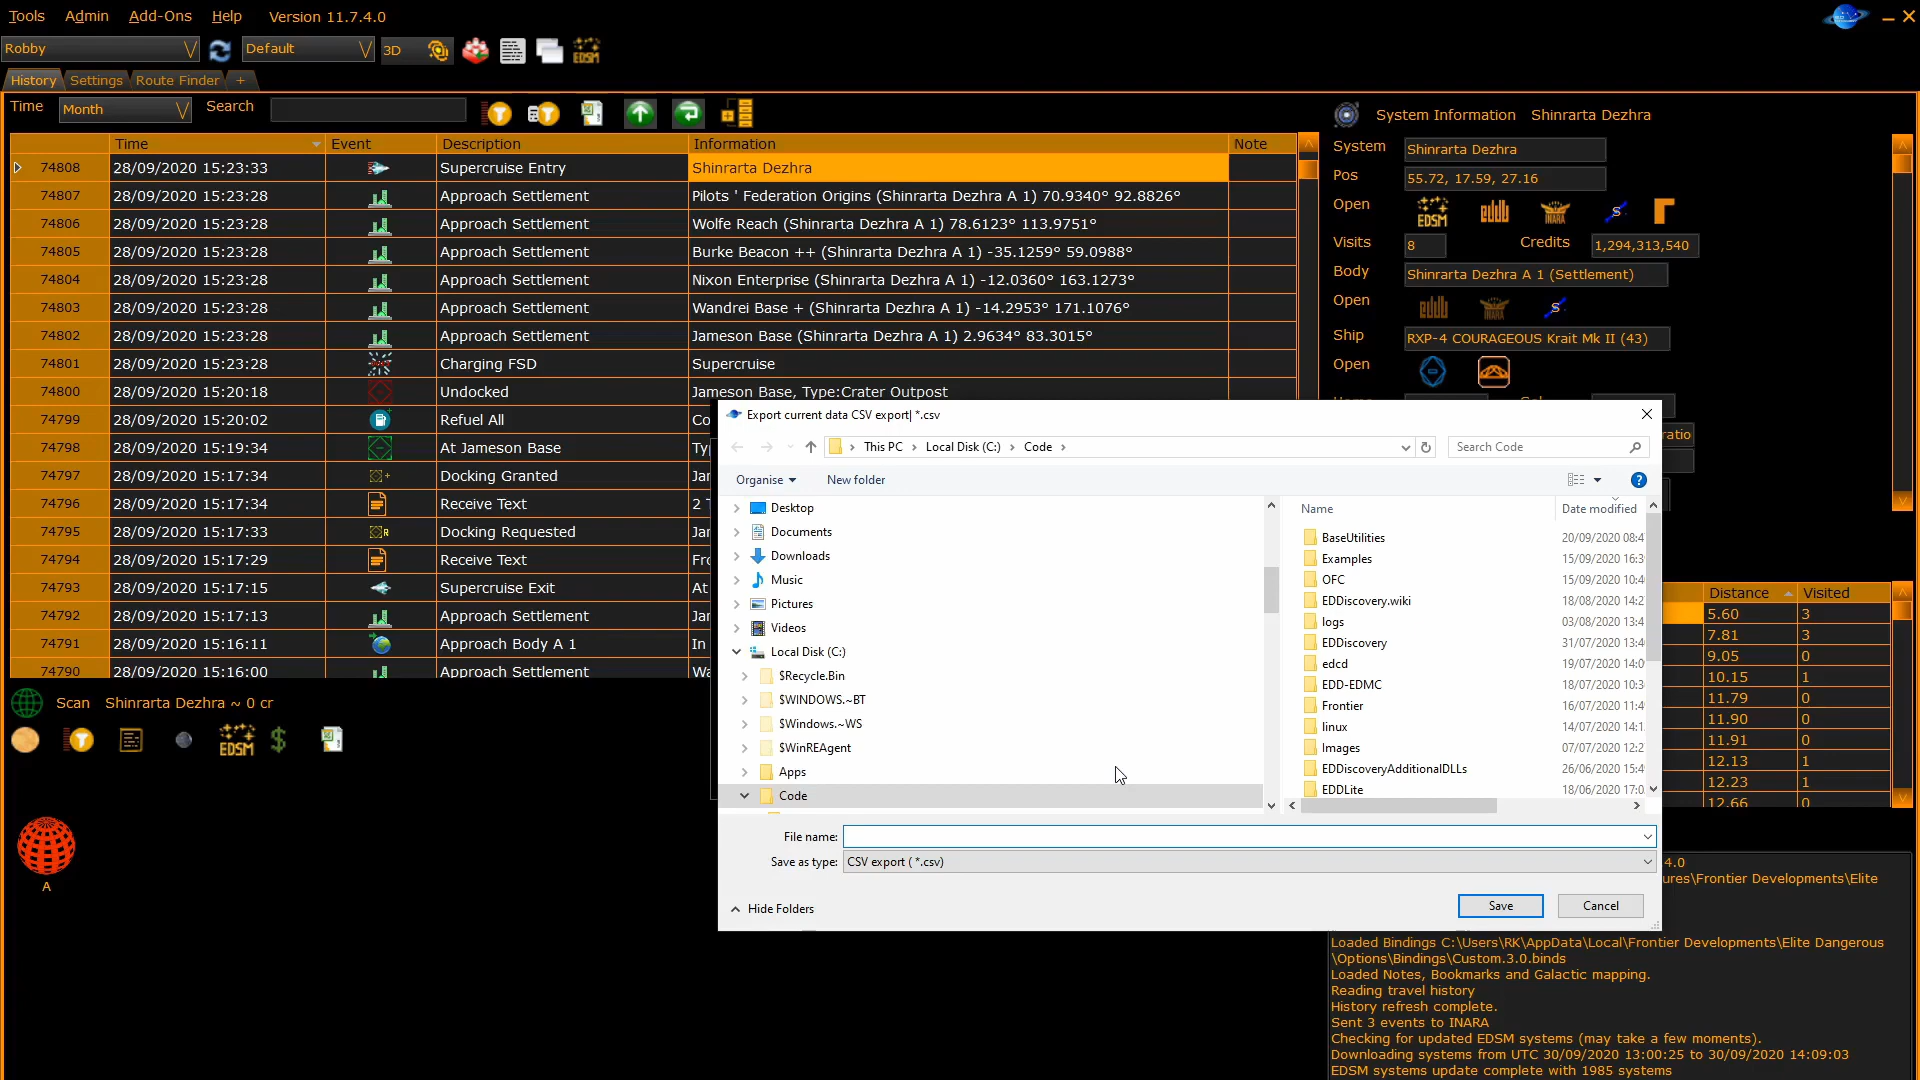 Tools Admin Add-Ons Help Version 11.7.4.0
Robby Default 3D EDSM
History Settings Route Finder +
Time Month Search
Time Event Description Information Note
74808 28/09/2020 15:23:33 Supercruise Entry Shinrarta Dezhra
74807 28/09/2020 15:23:28 Approach Settlement Pilots ' Federation Origins (Shinrarta Dezhra A 1) 70.9340° 92.8826°
74806 28/09/2020 15:23:28 Approach Settlement Wolfe Reach (Shinrarta Dezhra A 1) 78.6123° 113.9751°
74805 28/09/2020 15:23:28 Approach Settlement Burke Beacon ++ (Shinrarta Dezhra A 1) -35.1259° 59.0988°
74804 28/09/2020 15:23:28 Approach Settlement Nixon Enterprise (Shinrarta Dezhra A 1) -12.0360° 163.1273°
74803 28/09/2020 15:23:28 Approach Settlement Wandrei Base + (Shinrarta Dezhra A 1) -14.2953° 171.1076°
74802 28/09/2020 15:23:28 Approach Settlement Jameson Base (Shinrarta Dezhra A 1) 2.9634° 83.3015°
74801 28/09/2020 15:23:28 Charging FSD Supercruise
74800 28/09/2020 15:20:18 Undocked Jameson Base, Type:Crater Outpost
74799 28/09/2020 15:20:02 Refuel All Co
74798 28/09/2020 15:19:34 At Jameson Base Ty
74797 28/09/2020 15:17:34 Docking Granted Jar
74796 28/09/2020 15:17:34 Receive Text 2
74795 28/09/2020 15:17:33 Docking Requested Jar
74794 28/09/2020 15:17:29 Receive Text Fro
74793 28/09/2020 15:17:15 Supercruise Exit At
74792 28/09/2020 15:17:13 Approach Settlement Jar
74791 28/09/2020 15:16:11 Approach Body A 1 In
74790 28/09/2020 15:16:00 Approach Settlement Wa
Scan Shinrarta Dezhra ~ 0 cr
EDSM $
A
System Information Shinrarta Dezhra
System Shinrarta Dezhra
Pos 55.72, 17.59, 27.16
Open EDSM eddb INARA S
Visits 8 Credits 1,294,313,540
Body Shinrarta Dezhra A 1 (Settlement)
Open eddb INARA S
Ship RXP-4 COURAGEOUS Krait Mk II (43)
Open
ratio
Export current data CSV export| *.csv
This PC Local Disk (C:) Code Search Code
Organise New folder
Desktop
Documents
Downloads
Music
Pictures
Videos
Local Disk (C:)
$Recycle.Bin
$WINDOWS.~BT
$Windows.~WS
$WinREAgent
Apps
Code
Name Date modified
BaseUtilities 20/09/2020 08:4
Examples 15/09/2020 16:3
OFC 15/09/2020 10:4
EDDiscovery.wiki 18/08/2020 14:2
logs 03/08/2020 13:4
EDDiscovery 31/07/2020 13:4
edcd 19/07/2020 14:0
EDD-EDMC 18/07/2020 10:3
Frontier 16/07/2020 11:4
linux 14/07/2020 14:1
Images 07/07/2020 12:2
EDDiscoveryAdditionalDLLs 26/06/2020 15:4
EDDLite 18/06/2020 17:0
File name:
Save as type: CSV export ( *.csv)
Hide Folders Save Cancel
Distance Visited
5.60 3
7.81 3
9.05 0
10.15 1
11.79 0
11.90 0
11.91 0
12.13 1
12.23 1
12.66 0
4.0
ures\Frontier Developments\Elite
Loaded Bindings C:\Users\RK\AppData\Local\Frontier Developments\Elite Dangerous
\Options\Bindings\Custom.3.0.binds
Loaded Notes, Bookmarks and Galactic mapping.
Reading travel history
History refresh complete.
Sent 3 events to INARA
Checking for updated EDSM systems (may take a few moments).
Downloading systems from UTC 30/09/2020 13:00:25 to 30/09/2020 14:09:03
EDSM systems update complete with 1985 systems